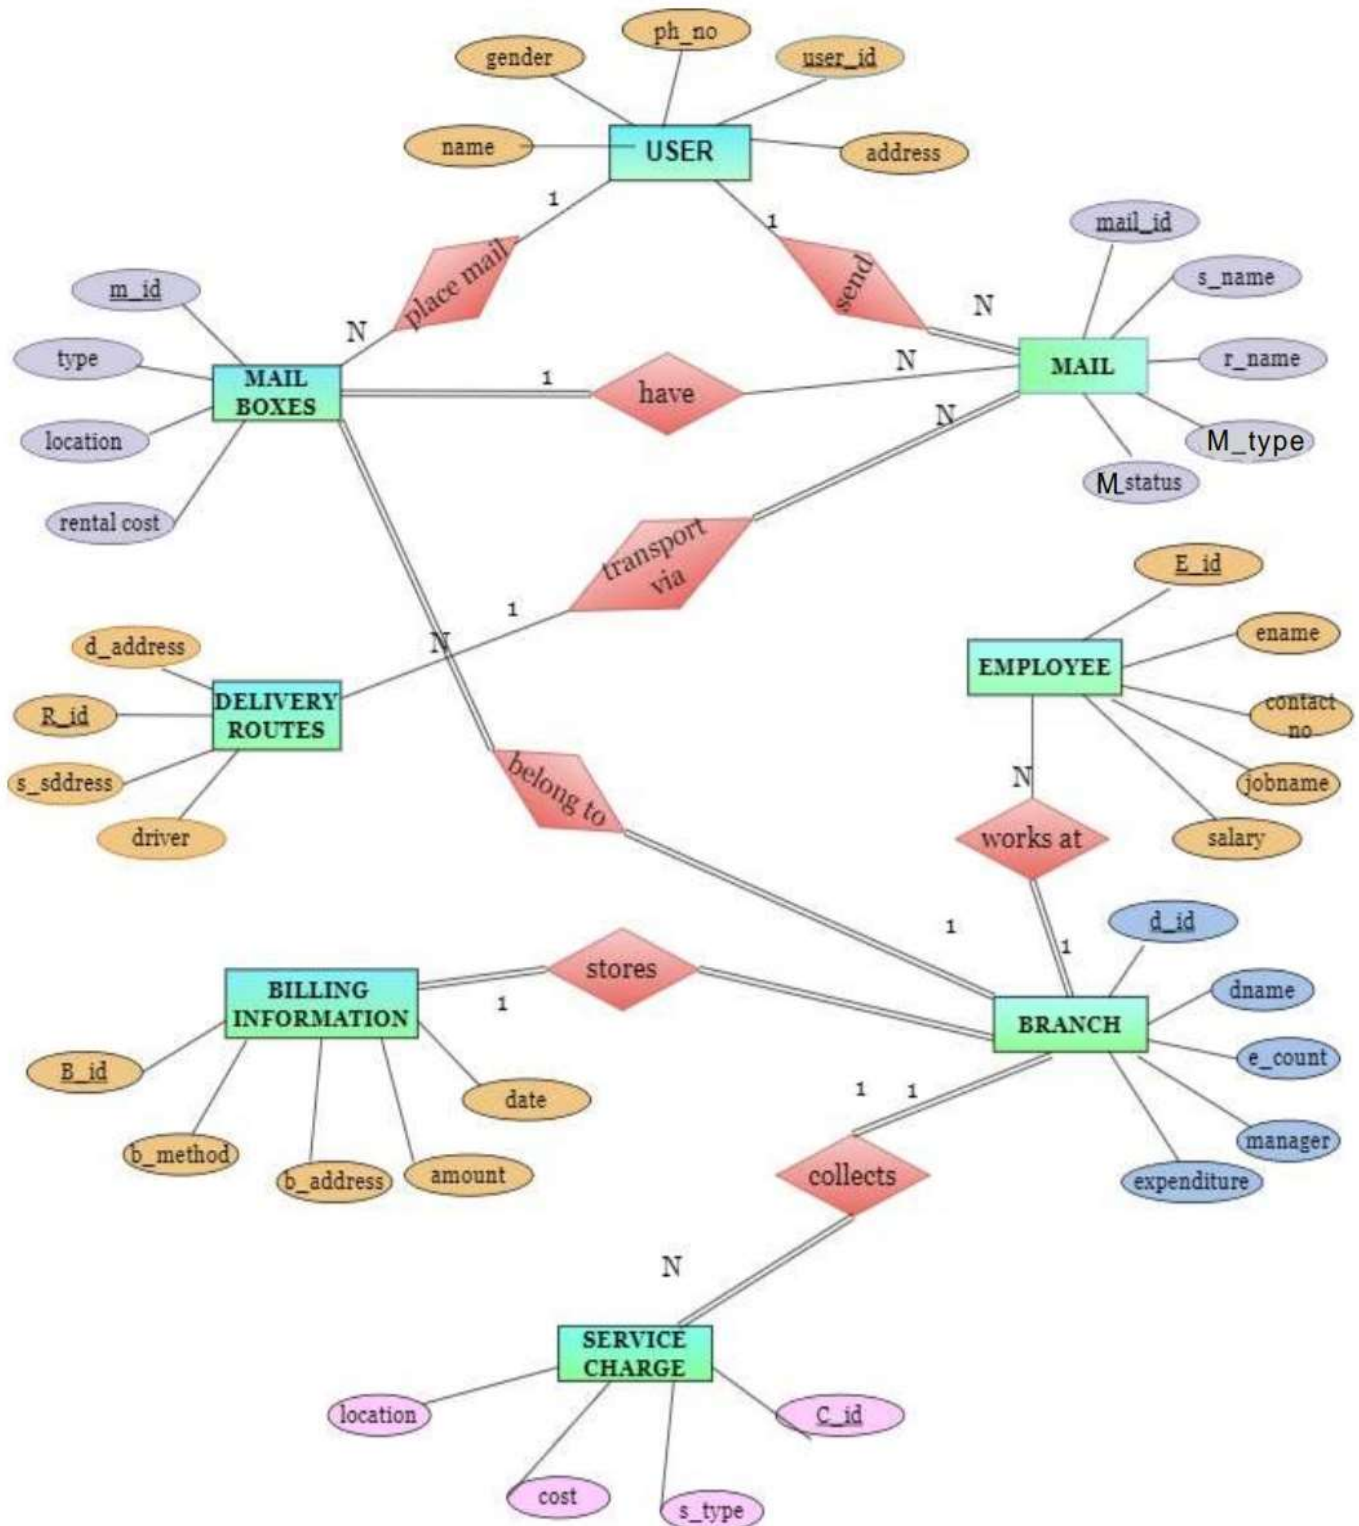 ph_no
gender
user_id
name
USER
address
1
1
mail_id
place mail
send
s_name
m_id
N
N
type
MAIL
BOXES
1
have
N
MAIL
r_name
location
N
M_type
M_status
rental cost
transport
via
E_id
1
N
d_address
ename
EMPLOYEE
R_id
DELIVERY
ROUTES
contact
no
s_sddress
belong to
N
jobname
driver
works at
salary
1
1
d_id
stores
BILLING
INFORMATION
1
dname
BRANCH
B_id
e_count
1
1
date
b_method
manager
b_address
amount
collects
expenditure
N
SERVICE
CHARGE
location
C_id
cost
s_type